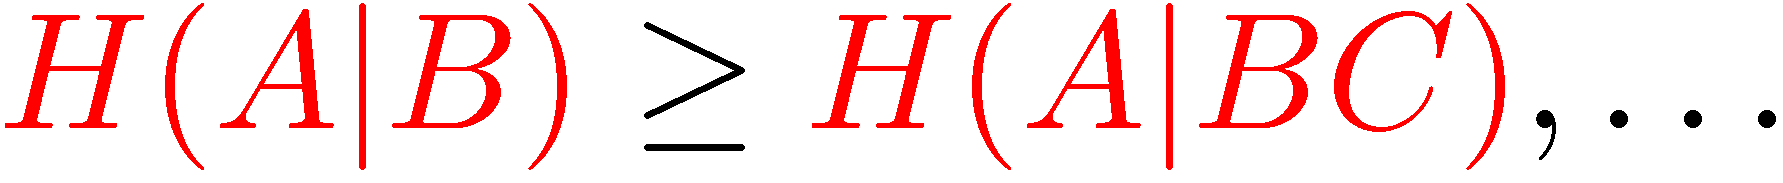 H(A|B) ≥ H(A|BC), . . .